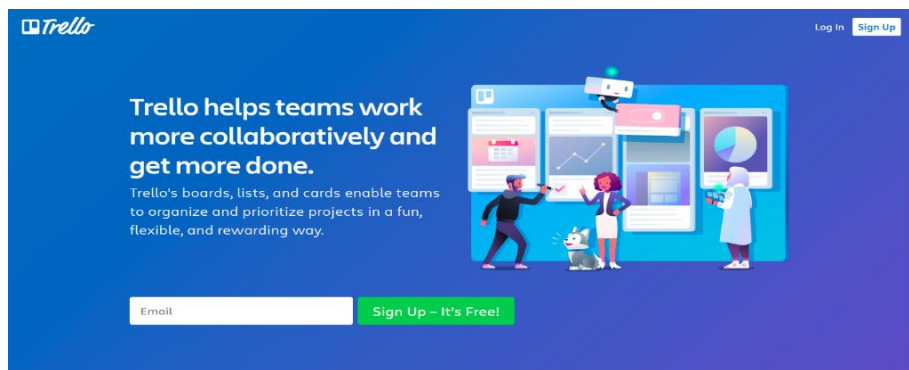 Trello
Log In
Sign Up
Trello helps teams work
more collaboratively and
get more done.
Trello's boards, lists, and cards enable teams
to organize and prioritize projects in a fun,
flexible, and rewarding way.
Email
Sign Up – It's Free!